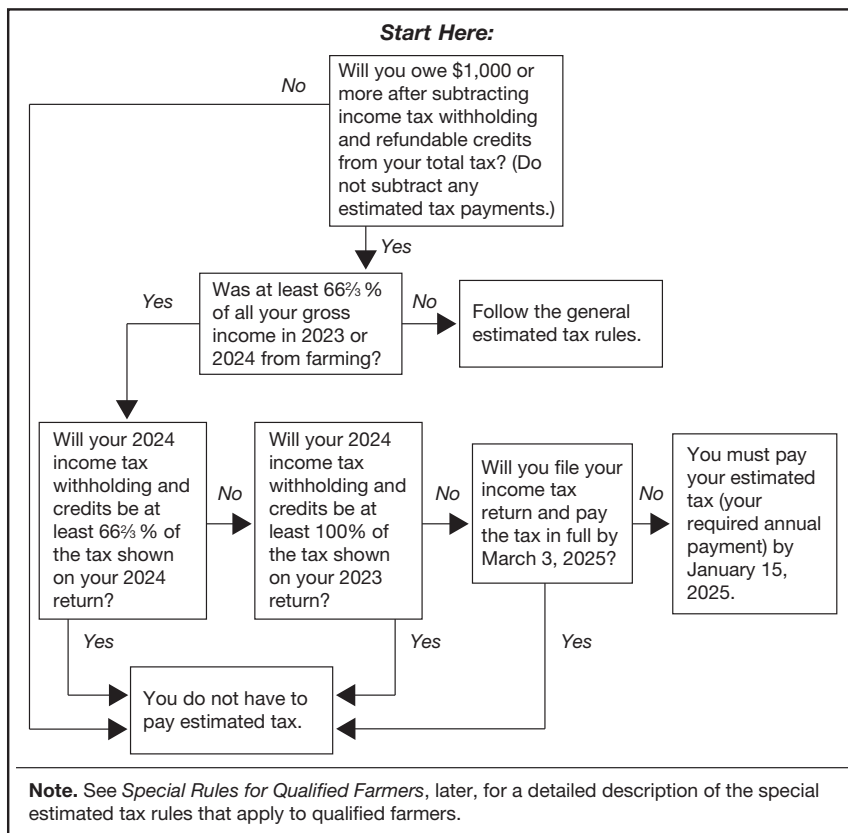 Start Here:
No
Will you owe $1,000 or
more after subtracting
income tax withholding
and refundable credits
from your total tax? (Do
not subtract any
estimated tax payments.)
Yes
Yes
Was at least 66⅔ %
of all your gross
income in 2023 or
2024 from farming?
No
Follow the general
estimated tax rules.
Will your 2024
income tax
withholding and
credits be at
least 66⅔ % of
the tax shown
on your 2024
return?
No
Will your 2024
income tax
withholding and
credits be at
least 100% of
the tax shown
on your 2023
return?
No
Will you file your
income tax
return and pay
the tax in full by
March 3, 2025?
No
You must pay
your estimated
tax (your
required annual
payment) by
January 15,
2025.
Yes
Yes
Yes
You do not have to
pay estimated tax.
Note. See Special Rules for Qualified Farmers, later, for a detailed description of the special
estimated tax rules that apply to qualified farmers.